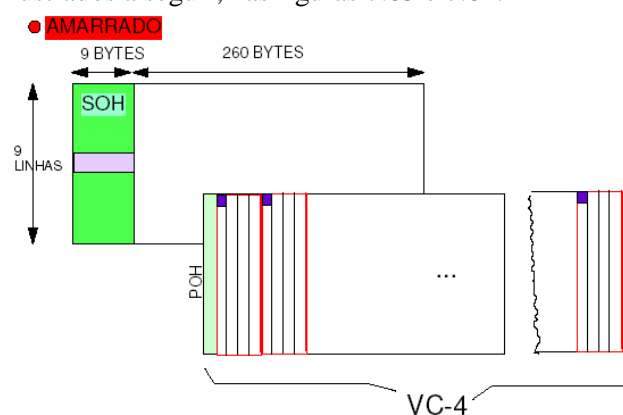 AMARRADO
9 BYTES
260 BYTES
SOH
9
LINHAS
POH
...
VC-4